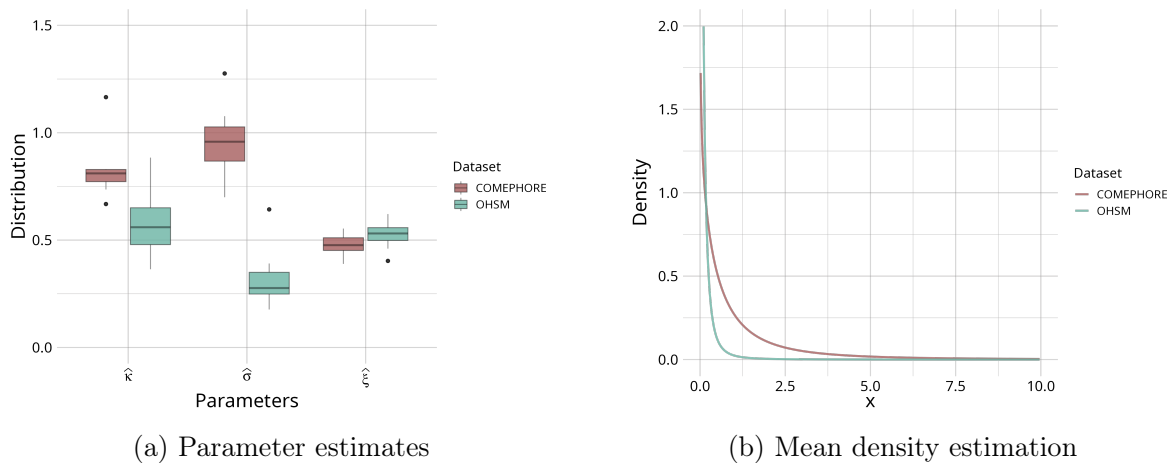 1.5
1.0
0.5
0.0
Distribution
κ̂
σ̂
ξ̂
Parameters
Dataset
COMEPHORE
OHSM
(a) Parameter estimates
2.0
1.5
1.0
0.5
0.0
Density
0.0 2.5 5.0 7.5 10.0
x
Dataset
COMEPHORE
OHSM
(b) Mean density estimation